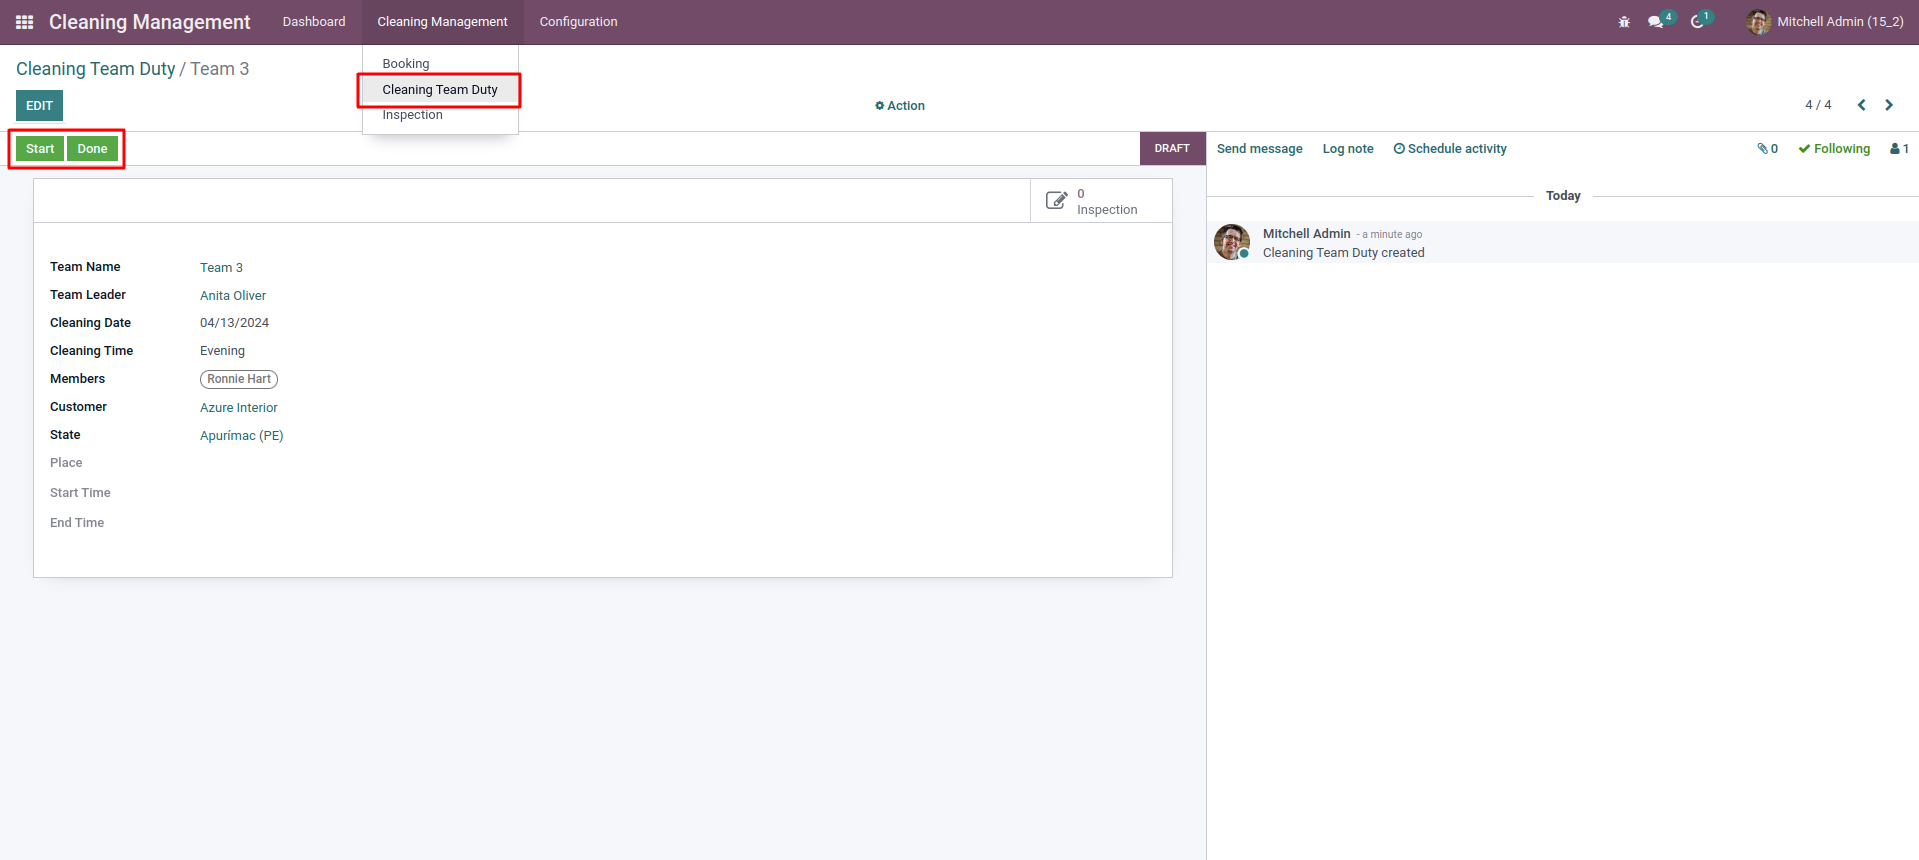 Cleaning Management Dashboard Cleaning Management Configuration 4 1 Mitchell Admin (15_2)
Cleaning Team Duty / Team 3
Booking
Cleaning Team Duty
Inspection
EDIT Action 4 / 4
Start Done DRAFT
Send message Log note Schedule activity 0 Following 1
0
Inspection
Team Name Team 3
Team Leader Anita Oliver
Cleaning Date 04/13/2024
Cleaning Time Evening
Members Ronnie Hart
Customer Azure Interior
State Apurímac (PE)
Place
Start Time
End Time
Today
Mitchell Admin - a minute ago
Cleaning Team Duty created